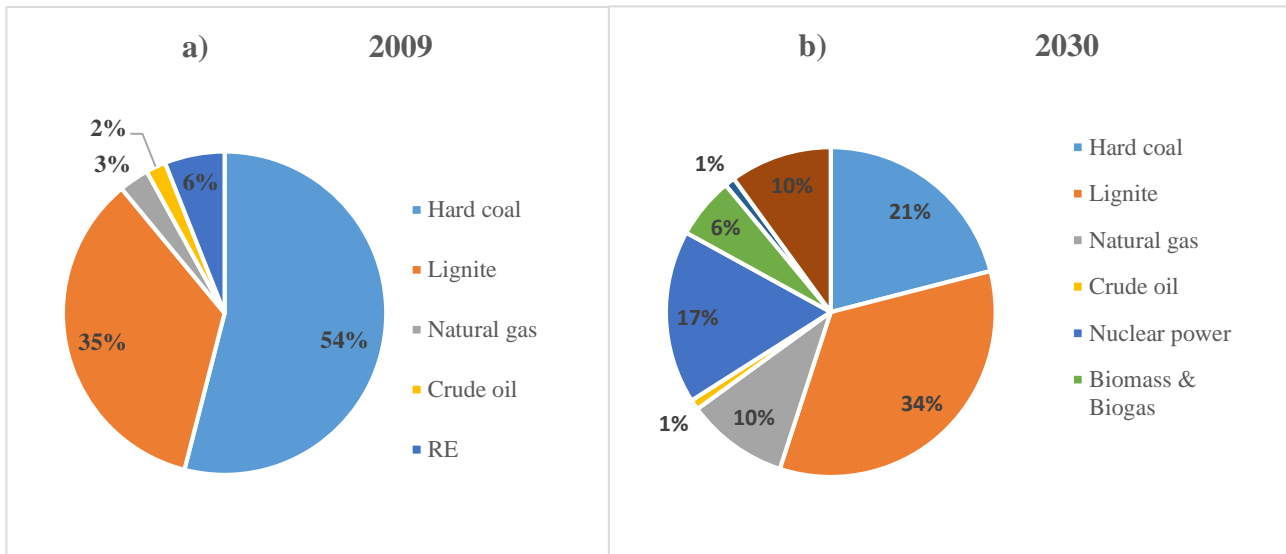 a) 2009
2%
3%
6%
35%
54%
Hard coal
Lignite
Natural gas
Crude oil
RE
b) 2030
1%
10%
21%
6%
17%
34%
1%
10%
Hard coal
Lignite
Natural gas
Crude oil
Nuclear power
Biomass &
Biogas